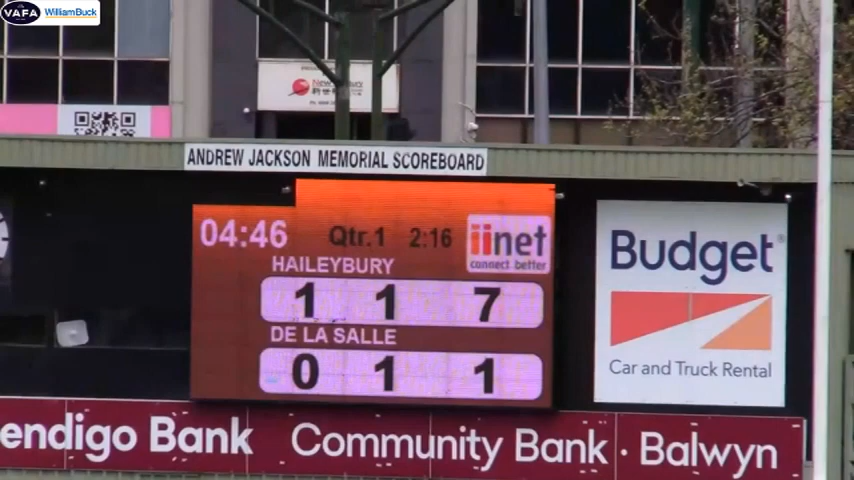 VAFA
WilliamBuck
ANDREW JACKSON MEMORIAL SCOREBOARD
04:46 Qtr.1 2:16 iinet
connect better
HAILEYBURY
1 1 7
DE LA SALLE
0 1 1
Budget
Car and Truck Rental
endigo Bank Community Bank · Balwyn